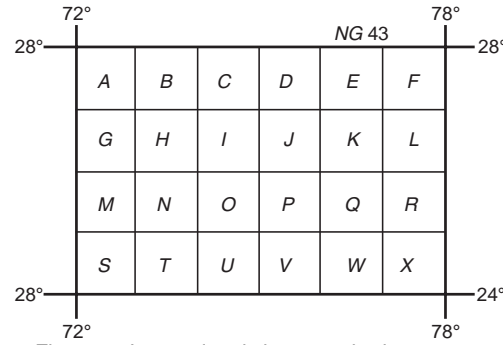 72° 78°
NG 43
28° 28°
A B C D E F
G H I J K L
M N O P Q R
S T U V W X
28° 24°
72° 78°